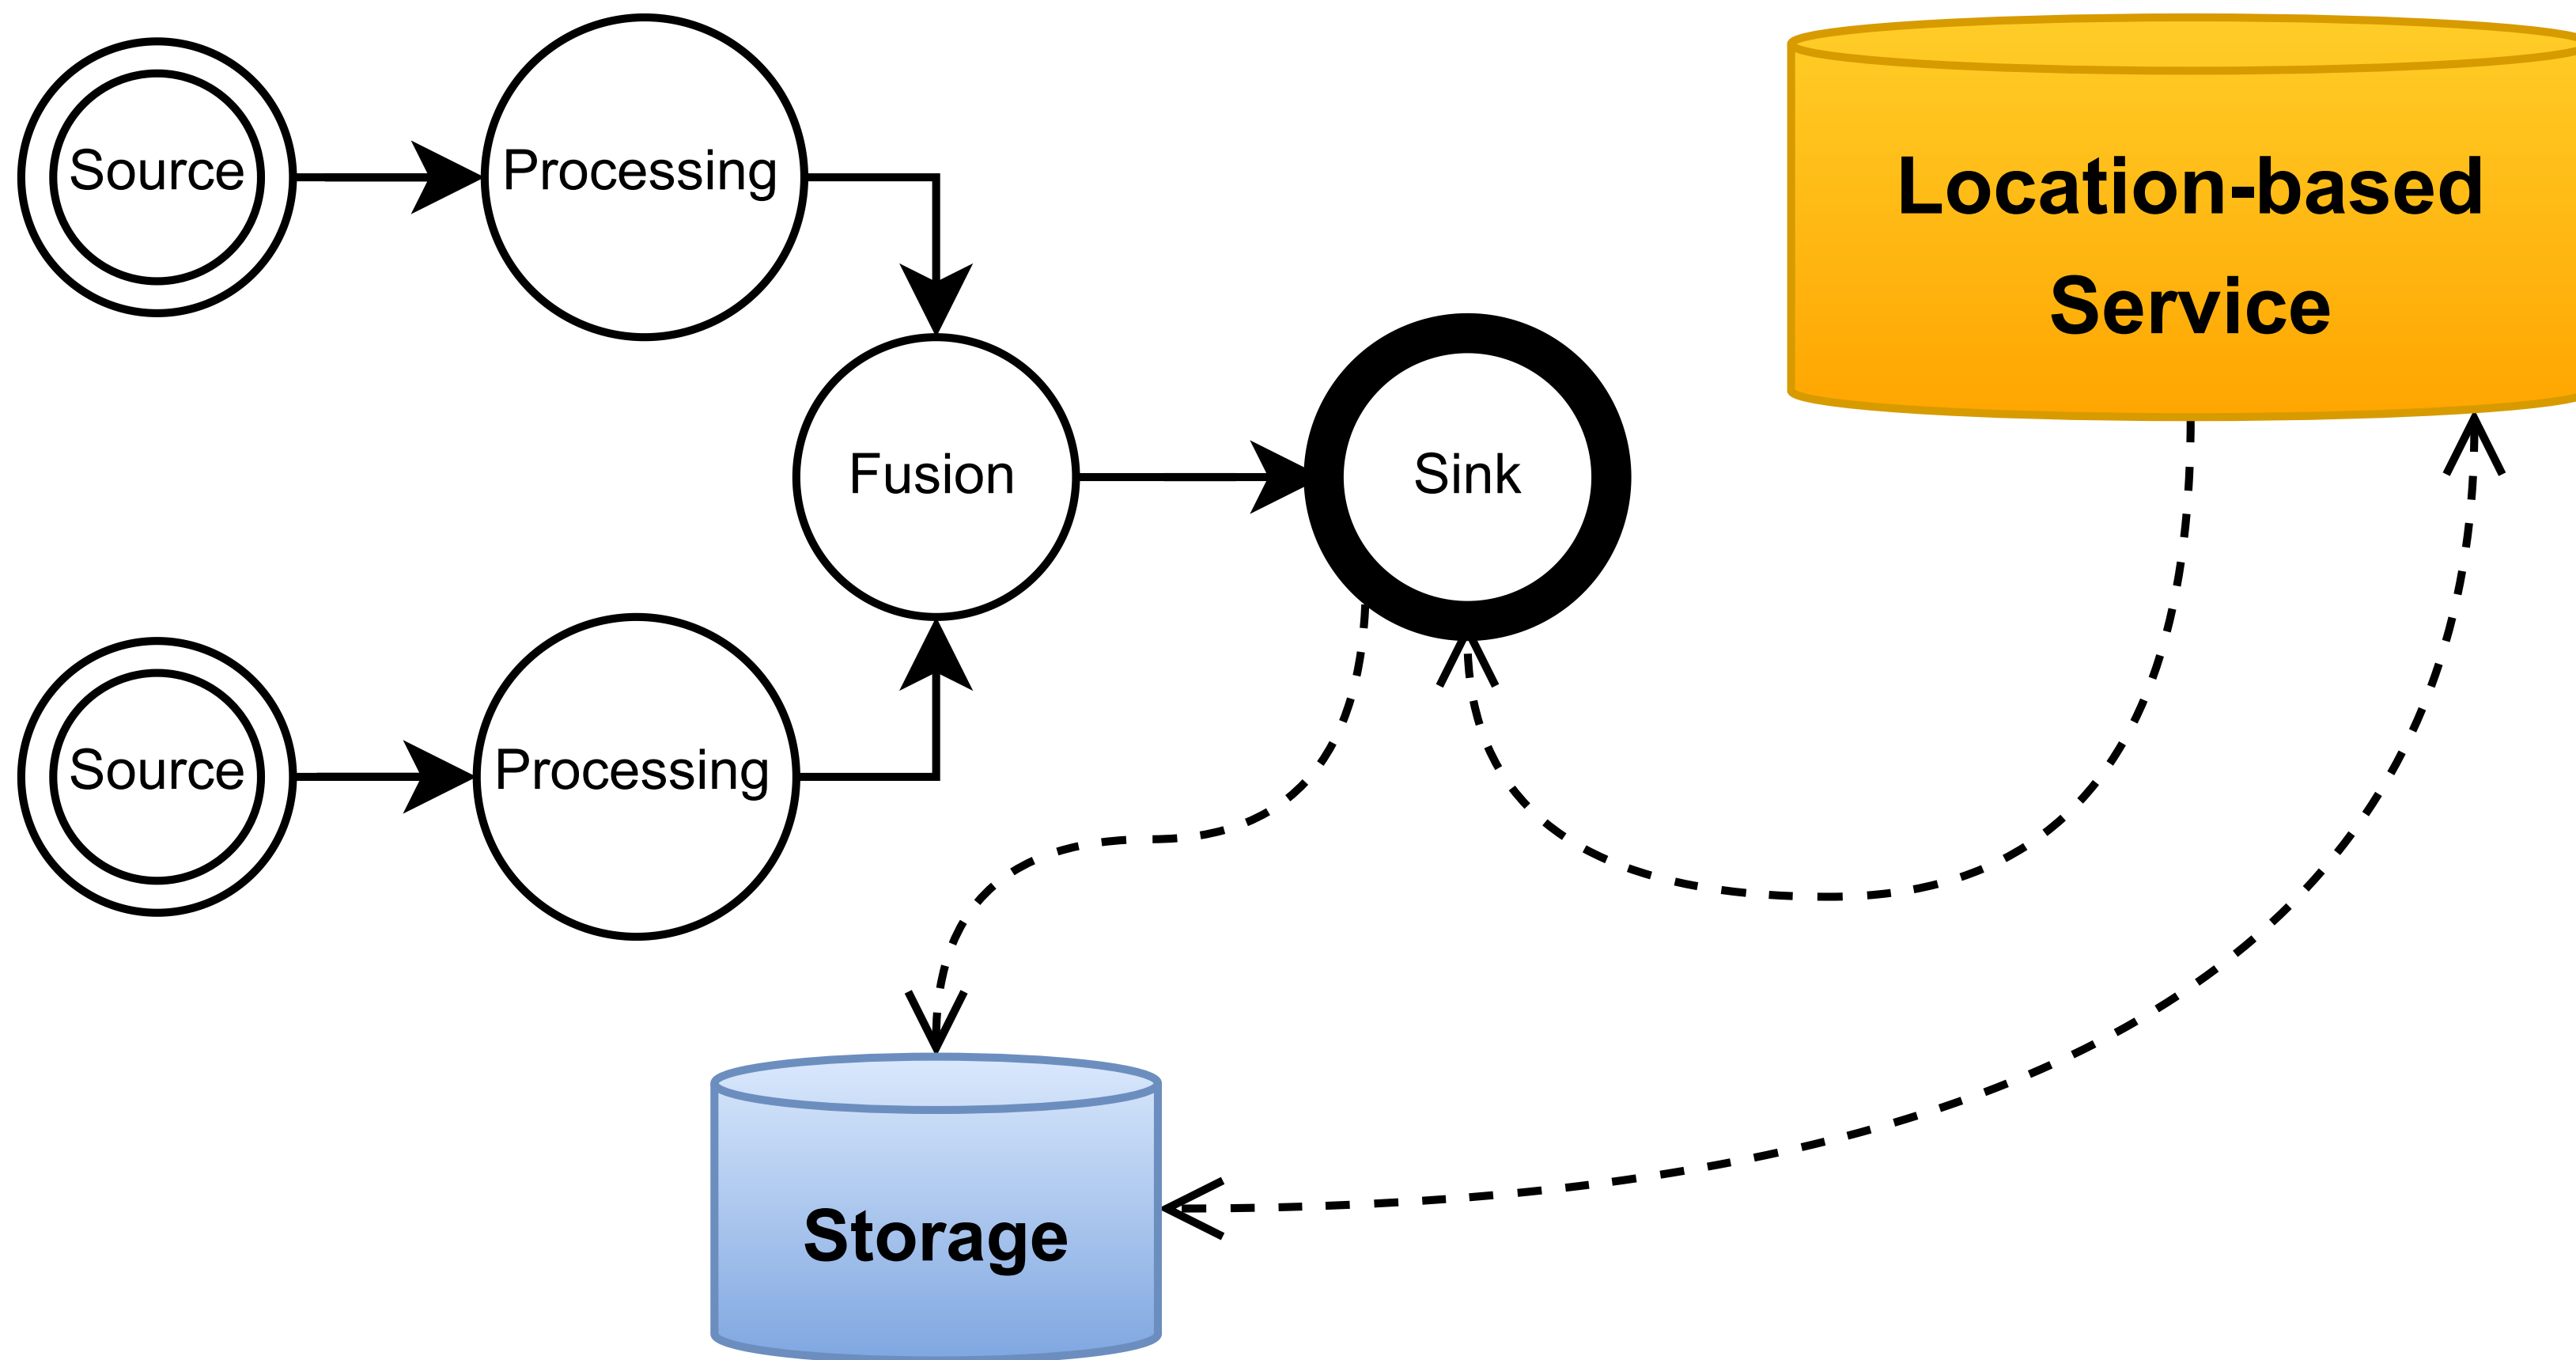 Source
Processing
Location-based
Service
Fusion
Sink
Source
Processing
Storage